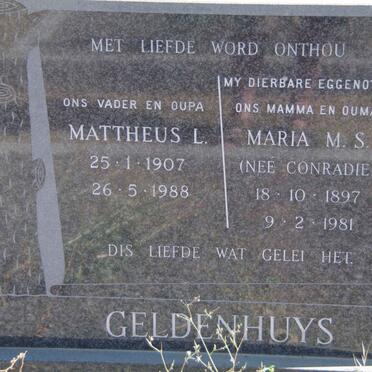 MET LIEFDE WORD ONTHOU
ONS VADER EN OUPA
MATTHEUS L.
25·1·1907
26·5·1988
MY DIERBARE EGGENOT
ONS MAMMA EN OUMA
MARIA M. S.
(NEÉ CONRADIE
18·10·1897
9·2·1981
DIS LIEFDE WAT GELEI HET.
GELDENHUYS